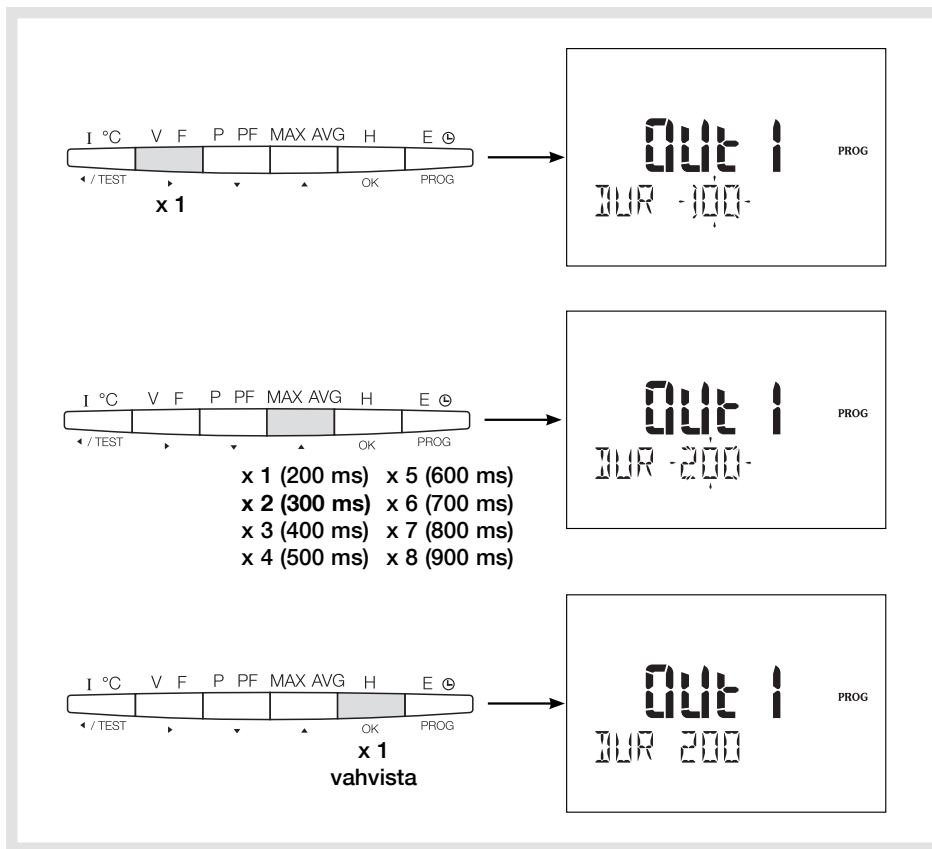 I °C V F P PF MAX AVG H E
/ TEST OK PROG
x 1
OUt 1
PROG
DUR 100
I °C V F P PF MAX AVG H E
/ TEST OK PROG
x 1 (200 ms) x 5 (600 ms)
x 2 (300 ms) x 6 (700 ms)
x 3 (400 ms) x 7 (800 ms)
x 4 (500 ms) x 8 (900 ms)
OUt 1
PROG
DUR 200
I °C V F P PF MAX AVG H E
/ TEST OK PROG
x 1
vahvista
OUt 1
PROG
DUR 200